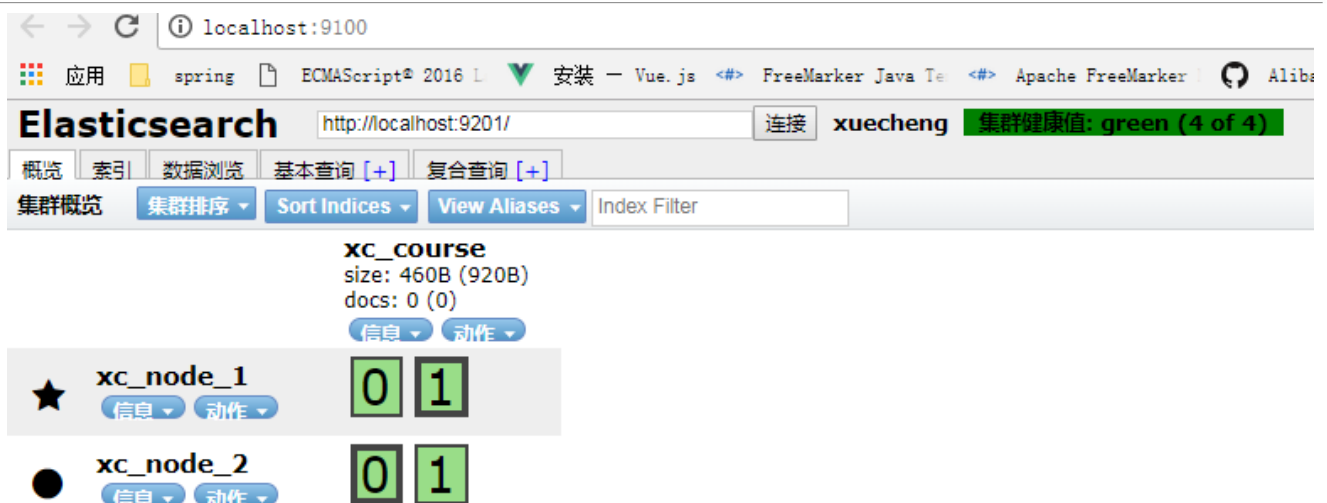 localhost:9100
应用 spring ECMAScript® 2016 L 安装 — Vue.js <#> FreeMarker Java Te <#> Apache FreeMarker Aliba
Elasticsearch http://localhost:9201/ 连接 xuecheng 集群健康值: green (4 of 4)
概览 索引 数据浏览 基本查询 [+] 复合查询 [+]
集群概览 集群排序 Sort Indices View Aliases Index Filter
xc_course
size: 460B (920B)
docs: 0 (0)
信息 动作
xc_node_1 0 1
信息 动作
xc_node_2 0 1
信息 动作